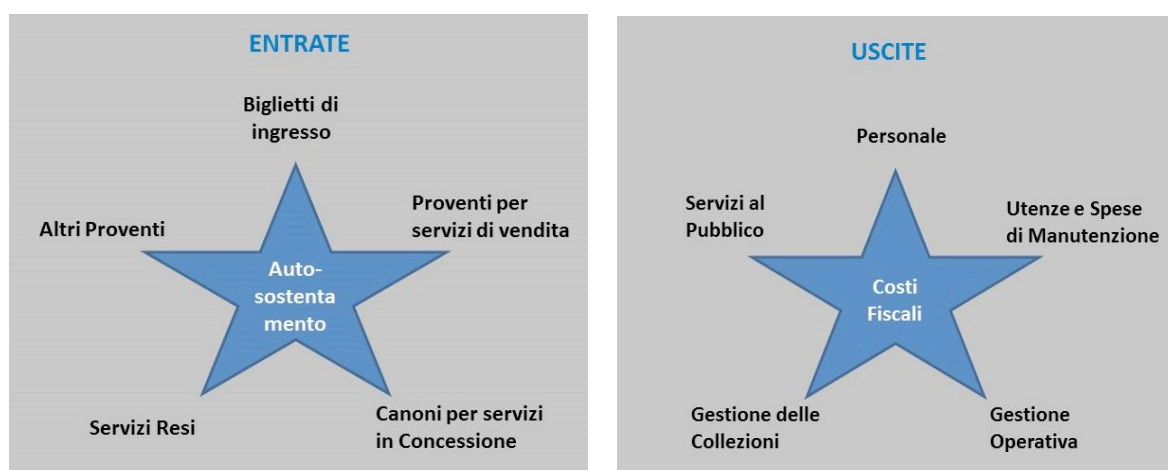 ENTRATE
Biglietti di
ingresso
Altri Proventi
Proventi per
servizi di vendita
Auto-
sostenta
mento
Servizi Resi
Canoni per servizi
in Concessione
USCITE
Personale
Servizi al
Pubblico
Utenze e Spese
di Manutenzione
Costi
Fiscali
Gestione delle
Collezioni
Gestione
Operativa